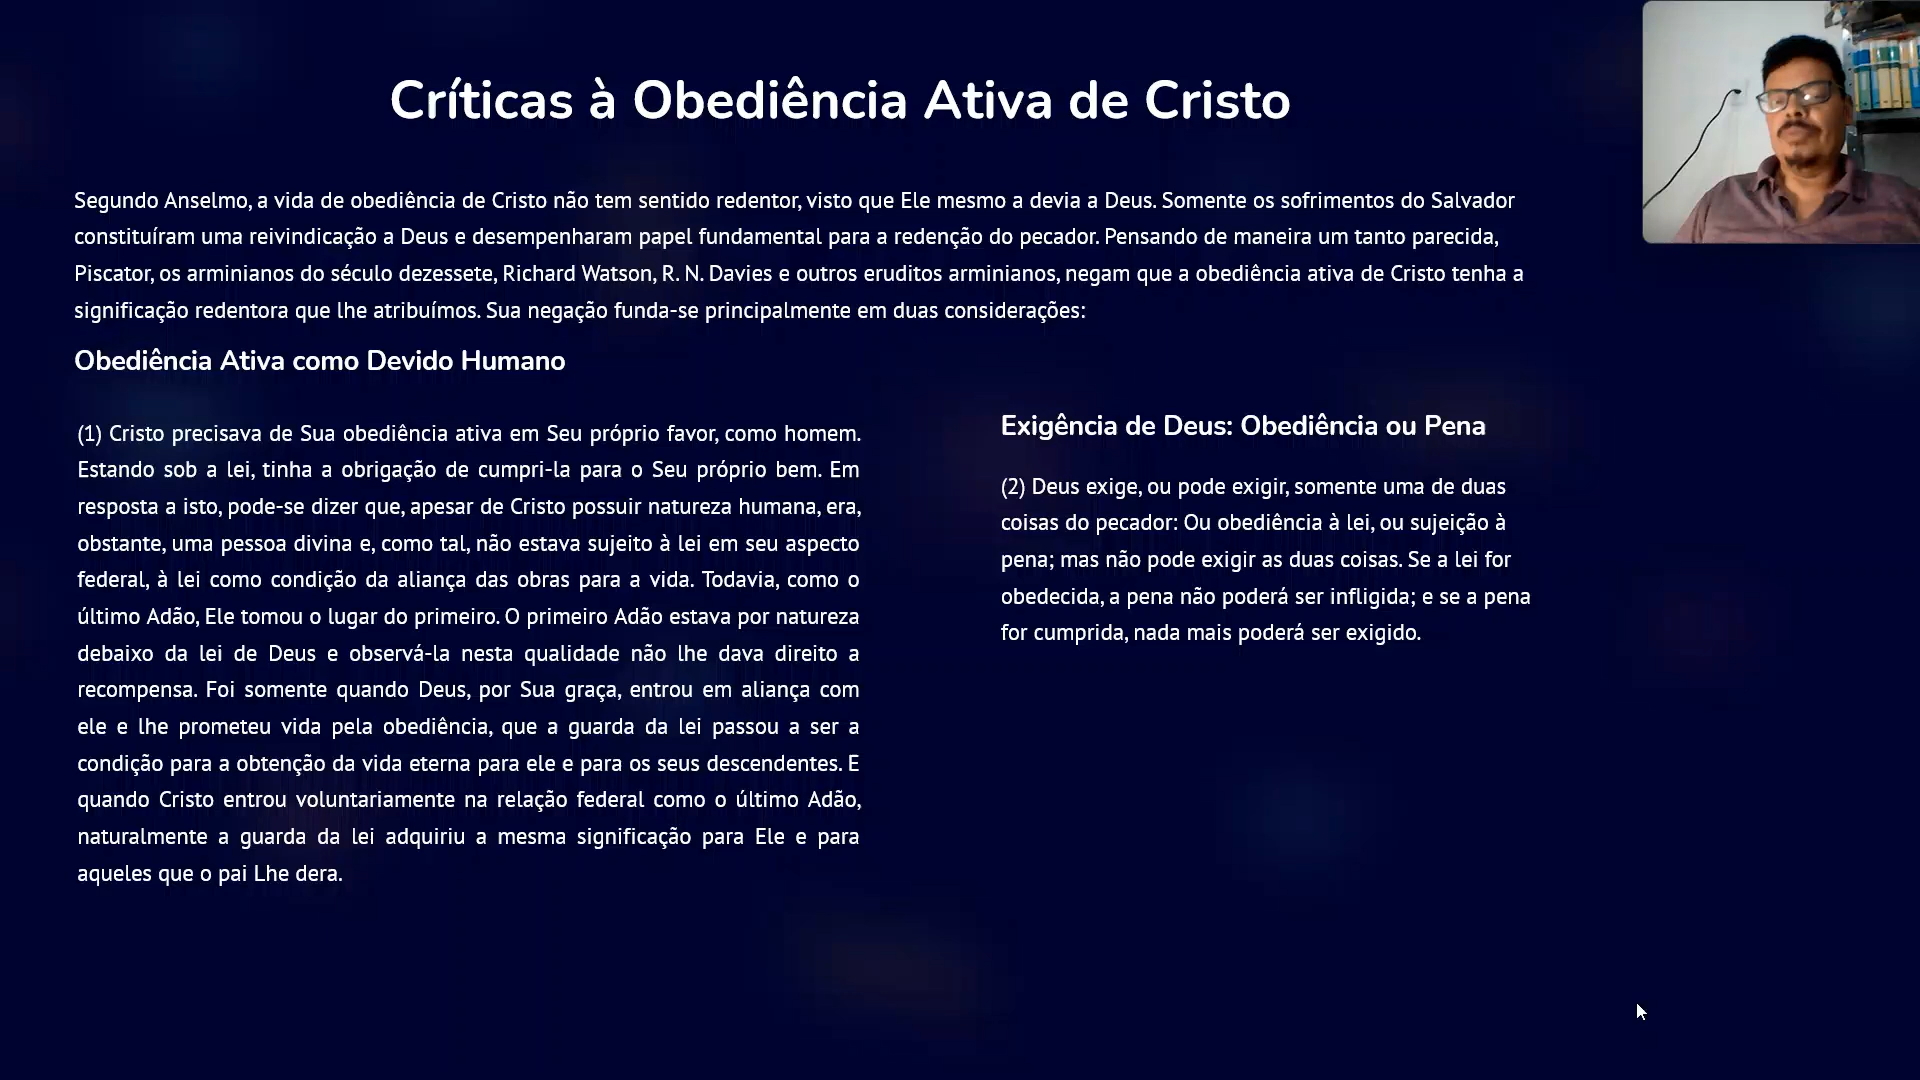 Críticas à Obediência Ativa de Cristo
Segundo Anselmo, a vida de obediência de Cristo não tem sentido redentor, visto que Ele mesmo a devia a Deus. Somente os sofrimentos do Salvador
constituíram uma reivindicação a Deus e desempenharam papel fundamental para a redenção do pecador. Pensando de maneira um tanto parecida,
Piscator, os arminianos do século dezessete, Richard Watson, R. N. Davies e outros eruditos arminianos, negam que a obediência ativa de Cristo tenha a
significação redentora que lhe atribuímos. Sua negação funda-se principalmente em duas considerações:
Obediência Ativa como Devido Humano
(1) Cristo precisava de Sua obediência ativa em Seu próprio favor, como homem.
Estando sob a lei, tinha a obrigação de cumpri-la para o Seu próprio bem. Em
resposta a isto, pode-se dizer que, apesar de Cristo possuir natureza humana, era,
obstante, uma pessoa divina e, como tal, não estava sujeito à lei em seu aspecto
federal, à lei como condição da aliança das obras para a vida. Todavia, como o
último Adão, Ele tomou o lugar do primeiro. O primeiro Adão estava por natureza
debaixo da lei de Deus e observá-la nesta qualidade não lhe dava direito a
recompensa. Foi somente quando Deus, por Sua graça, entrou em aliança com
ele e lhe prometeu vida pela obediência, que a guarda da lei passou a ser a
condição para a obtenção da vida eterna para ele e para os seus descendentes. E
quando Cristo entrou voluntariamente na relação federal como o último Adão,
naturalmente a guarda da lei adquiriu a mesma significação para Ele e para
aqueles que o pai Lhe dera.
Exigência de Deus: Obediência ou Pena
(2) Deus exige, ou pode exigir, somente uma de duas
coisas do pecador: Ou obediência à lei, ou sujeição à
pena; mas não pode exigir as duas coisas. Se a lei for
obedecida, a pena não poderá ser infligida; e se a pena
for cumprida, nada mais poderá ser exigido.